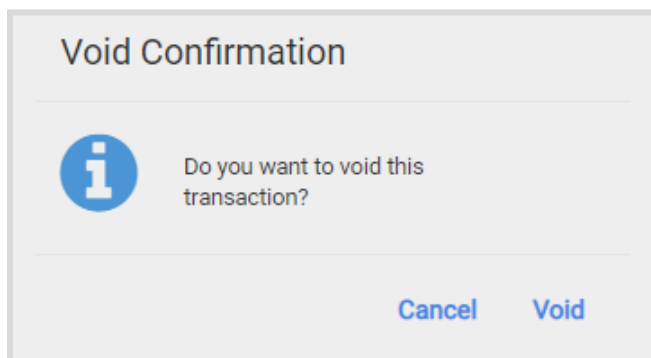 Void Confirmation
Do you want to void this
transaction?
Cancel Void